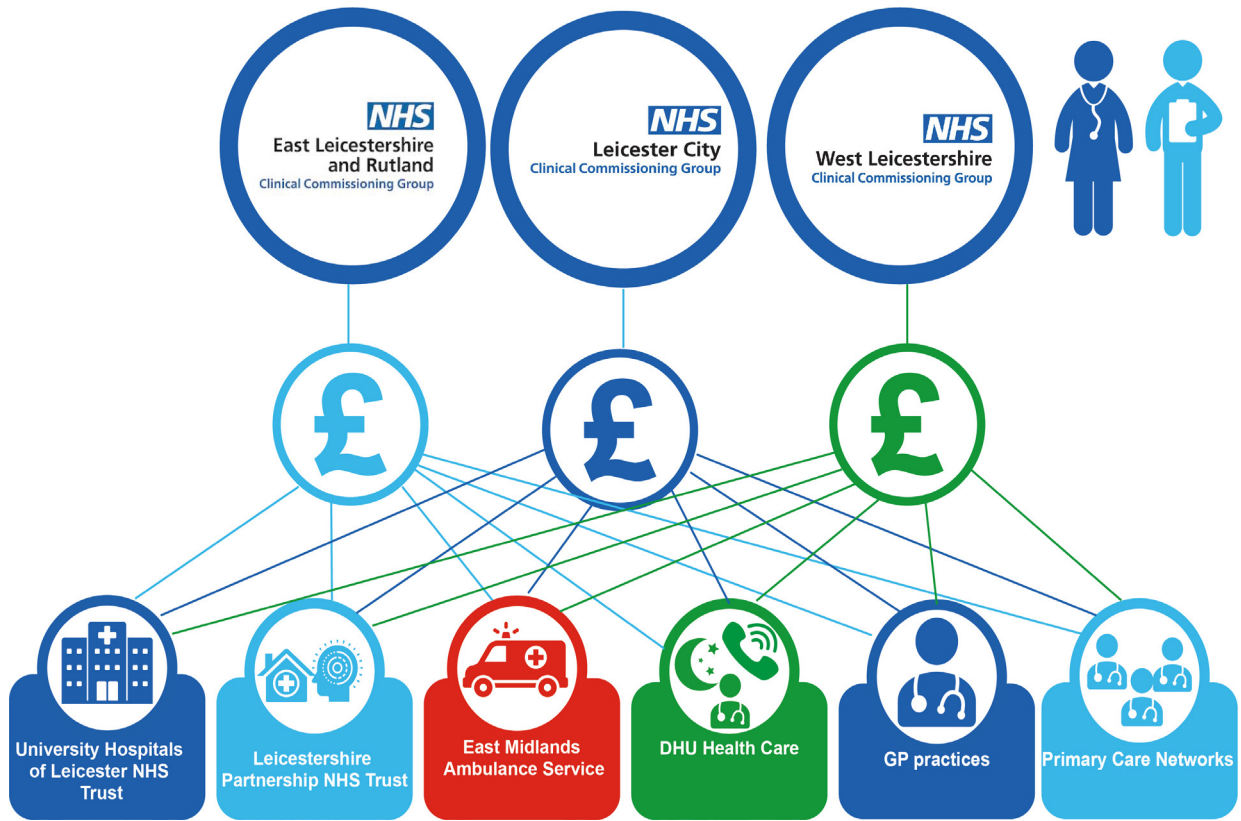 NHS
East Leicestershire
and Rutland
Clinical Commissioning Group
NHS
Leicester City
Clinical Commissioning Group
NHS
West Leicestershire
Clinical Commissioning Group
£
£
£
University Hospitals
of Leicester NHS
Trust
Leicestershire
Partnership NHS Trust
East Midlands
Ambulance Service
DHU Health Care
GP practices
Primary Care Networks